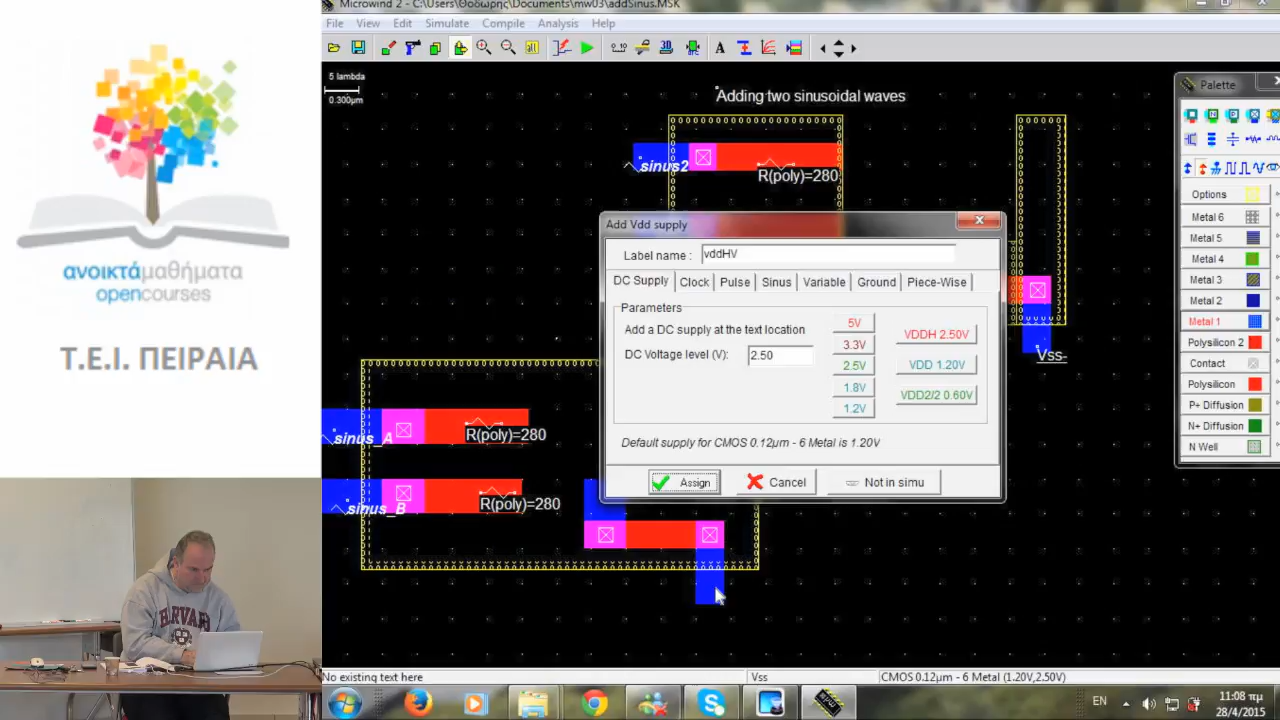 Microwind 2 - C:\Users\Θοδωρής\Documents\mw03\addSinus.MSK
File View Edit Simulate Compile Analysis Help
5 lambda
0.300µm
Adding two sinusoidal waves
sinus2
R(poly)=280
Palette
Options
Metal 6
Metal 5
Metal 4
Metal 3
Metal 2
Metal 1
Polysilicon 2
Contact
Polysilicon
P+ Diffusion
N+ Diffusion
N Well
Add Vdd supply
Label name : vddHV
DC Supply Clock Pulse Sinus Variable Ground Piece-Wise
Parameters
Add a DC supply at the text location
DC Voltage level (V): 2.50
5V
3.3V
2.5V
1.8V
1.2V
VDDH 2.50V
VDD 1.20V
VDD2/2 0.60V
Default supply for CMOS 0.12µm - 6 Metal is 1.20V
Assign Cancel Not in simu
Vss-
sinus_A
R(poly)=280
sinus_B
R(poly)=280
No existing text here Vss CMOS 0.12µm - 6 Metal (1.20V,2.50V)
EN
11:08 πμ
28/4/2015
ανοικτάμαθήματα
opencourses
Τ.Ε.Ι. ΠΕΙΡΑΙΑ
HARVARD